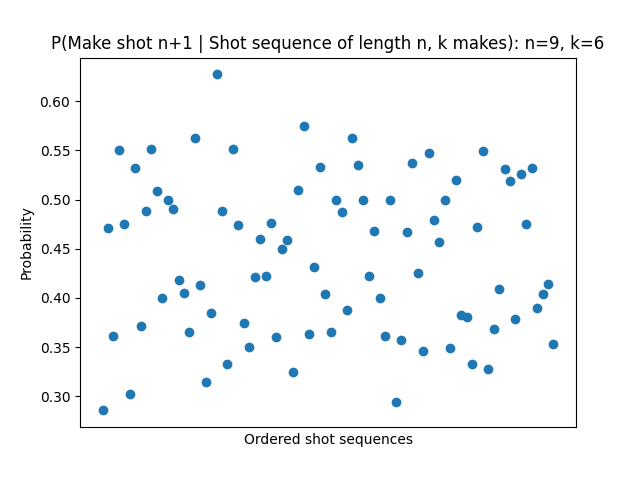 P(Make shot n+1 | Shot sequence of length n, k makes): n=9, k=6
0.60
0.55
0.50
0.45
0.40
0.35
0.30
Probability
Ordered shot sequences